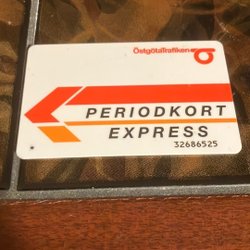 ÖstgötaTrafiken
PERIODKORT
EXPRESS
32686525